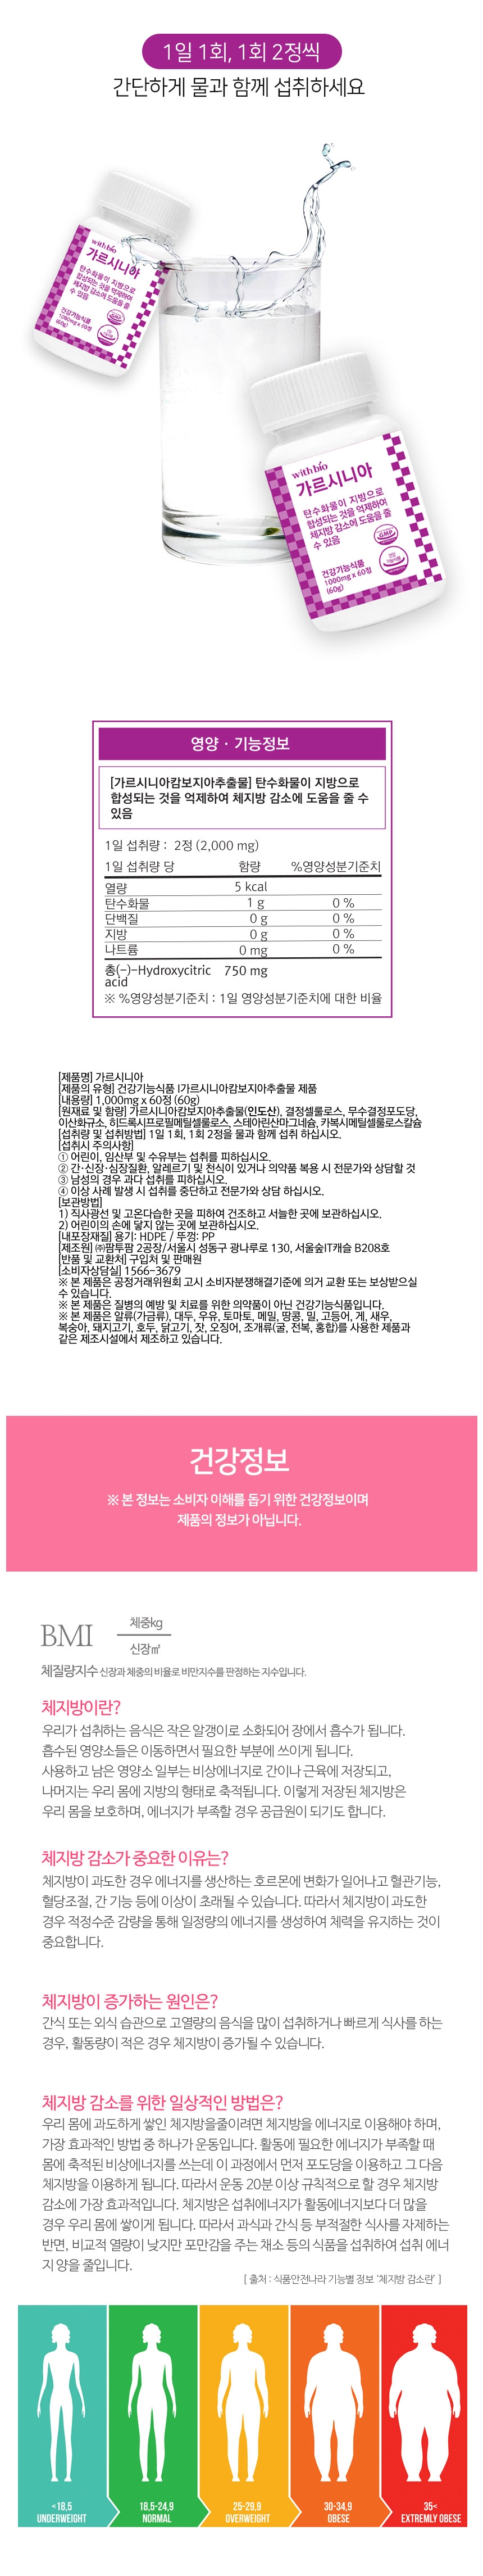 1일 1회, 1회 2정씩
간단하게 물과 함께 섭취하세요
with bio
가르시니아
탄수화물이 지방으로
합성되는 것을 억제하여
체지방 감소에 도움을 줄
수 있음
건강기능식품
1000mg x 60정
(60g)
with bio
가르시니아
탄수화물이 지방으로
합성되는 것을 억제하여
체지방 감소에 도움을 줄
수 있음
GMP
건강기능식품
1000mg x 60정
(60g)
영양 · 기능정보
[가르시니아캄보지아추출물] 탄수화물이 지방으로
합성되는 것을 억제하여 체지방 감소에 도움을 줄 수
있음
1일 섭취량 : 2정 (2,000 mg)
1일 섭취량 당 함량 %영양성분기준치
열량 5 kcal
탄수화물 1 g 0 %
단백질 0 g 0 %
지방 0 g 0 %
나트륨 0 mg 0 %
총(-)-Hydroxycitric 750 mg
acid
※ %영양성분기준치 : 1일 영양성분기준치에 대한 비율
[제품명] 가르시니아
[제품의 유형] 건강기능식품 I가르시니아캄보지아추출물 제품
[내용량] 1,000mg x 60정 (60g)
[원재료 및 함량] 가르시니아캄보지아추출물(인도산), 결정셀룰로스, 무수결정포도당,
이산화규소, 히드록시프로필메틸셀룰로스, 스테아린산마그네슘, 카복시메틸셀룰로스칼슘
[섭취량 및 섭취방법] 1일 1회, 1회 2정을 물과 함께 섭취 하십시오.
[섭취시 주의사항]
① 어린이, 임산부 및 수유부는 섭취를 피하십시오.
② 간·신장·심장질환, 알레르기 및 천식이 있거나 의약품 복용 시 전문가와 상담할 것
③ 남성의 경우 과다 섭취를 피하십시오.
④ 이상 사례 발생 시 섭취를 중단하고 전문가와 상담 하십시오.
[보관방법]
1) 직사광선 및 고온다습한 곳을 피하여 건조하고 서늘한 곳에 보관하십시오.
2) 어린이의 손에 닿지 않는 곳에 보관하십시오.
[내포장재질] 용기: HDPE / 뚜껑: PP
[제조원] ㈜팜투팜 2공장/서울시 성동구 광나루로 130, 서울숲IT캐슬 B208호
[반품 및 교환처] 구입처 및 판매원
[소비자상담실] 1566-3679
※ 본 제품은 공정거래위원회 고시 소비자분쟁해결기준에 의거 교환 또는 보상받으실
수 있습니다.
※ 본 제품은 질병의 예방 및 치료를 위한 의약품이 아닌 건강기능식품입니다.
※ 본 제품은 알류(가금류), 대두, 우유, 토마토, 메밀, 땅콩, 밀, 고등어, 게, 새우,
복숭아, 돼지고기, 호두, 닭고기, 잣, 오징어, 조개류(굴, 전복, 홍합)를 사용한 제품과
같은 제조시설에서 제조하고 있습니다.
건강정보
※ 본 정보는 소비자 이해를 돕기 위한 건강정보이며
제품의 정보가 아닙니다.
BMI 체중kg
신장㎡
체질량지수 신장과 체중의 비율로 비만지수를 판정하는 지수입니다.
체지방이란?
우리가 섭취하는 음식은 작은 알갱이로 소화되어 장에서 흡수가 됩니다.
흡수된 영양소들은 이동하면서 필요한 부분에 쓰이게 됩니다.
사용하고 남은 영양소 일부는 비상에너지로 간이나 근육에 저장되고,
나머지는 우리 몸에 지방의 형태로 축적됩니다. 이렇게 저장된 체지방은
우리 몸을 보호하며, 에너지가 부족할 경우 공급원이 되기도 합니다.
체지방 감소가 중요한 이유는?
체지방이 과도한 경우 에너지를 생산하는 호르몬에 변화가 일어나고 혈관기능,
혈당조절, 간 기능 등에 이상이 초래될 수 있습니다. 따라서 체지방이 과도한
경우 적정수준 감량을 통해 일정량의 에너지를 생성하여 체력을 유지하는 것이
중요합니다.
체지방이 증가하는 원인은?
간식 또는 외식 습관으로 고열량의 음식을 많이 섭취하거나 빠르게 식사를 하는
경우, 활동량이 적은 경우 체지방이 증가될 수 있습니다.
체지방 감소를 위한 일상적인 방법은?
우리 몸에 과도하게 쌓인 체지방을줄이려면 체지방을 에너지로 이용해야 하며,
가장 효과적인 방법 중 하나가 운동입니다. 활동에 필요한 에너지가 부족할 때
몸에 축적된 비상에너지를 쓰는데 이 과정에서 먼저 포도당을 이용하고 그 다음
체지방을 이용하게 됩니다. 따라서 운동 20분 이상 규칙적으로 할 경우 체지방
감소에 가장 효과적입니다. 체지방은 섭취에너지가 활동에너지보다 더 많을
경우 우리 몸에 쌓이게 됩니다. 따라서 과식과 간식 등 부적절한 식사를 자제하는
반면, 비교적 열량이 낮지만 포만감을 주는 채소 등의 식품을 섭취하여 섭취 에너
지 양을 줄입니다.
[ 출처 : 식품안전나라 기능별 정보 '체지방 감소란' ]
<18,5 18,5-24,9 25-29,9 30-34,9 35<
UNDERWEIGHT NORMAL OVERWEIGHT OBESE EXTREMLY OBESE